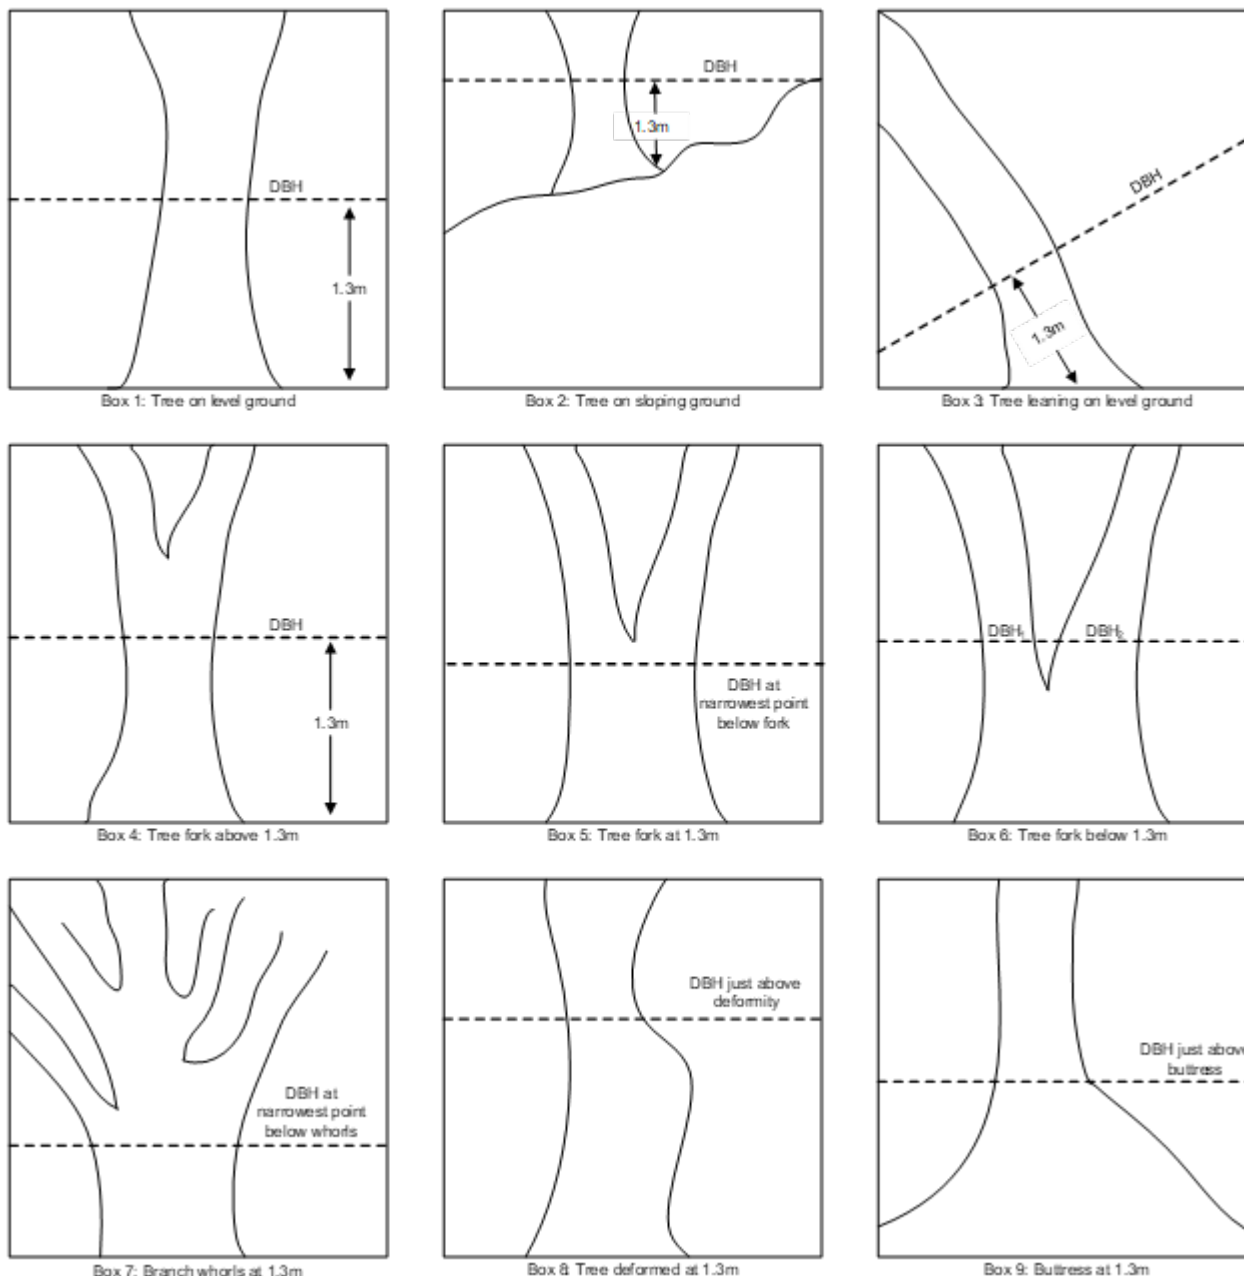 DBH
1.3m
Box 1: Tree on level ground
DBH
1.3m
Box 2: Tree on sloping ground
DBH
1.3m
Box 3: Tree leaning on level ground
DBH
1.3m
Box 4: Tree fork above 1.3m
DBH at
narrowest point
below fork
Box 5: Tree fork at 1.3m
DBH₁ DBH₂
Box 6: Tree fork below 1.3m
DBH at
narrowest point
below whorls
Box 7: Branch whorls at 1.3m
DBH just above
deformity
Box 8: Tree deformed at 1.3m
DBH just above
buttress
Box 9: Buttress at 1.3m